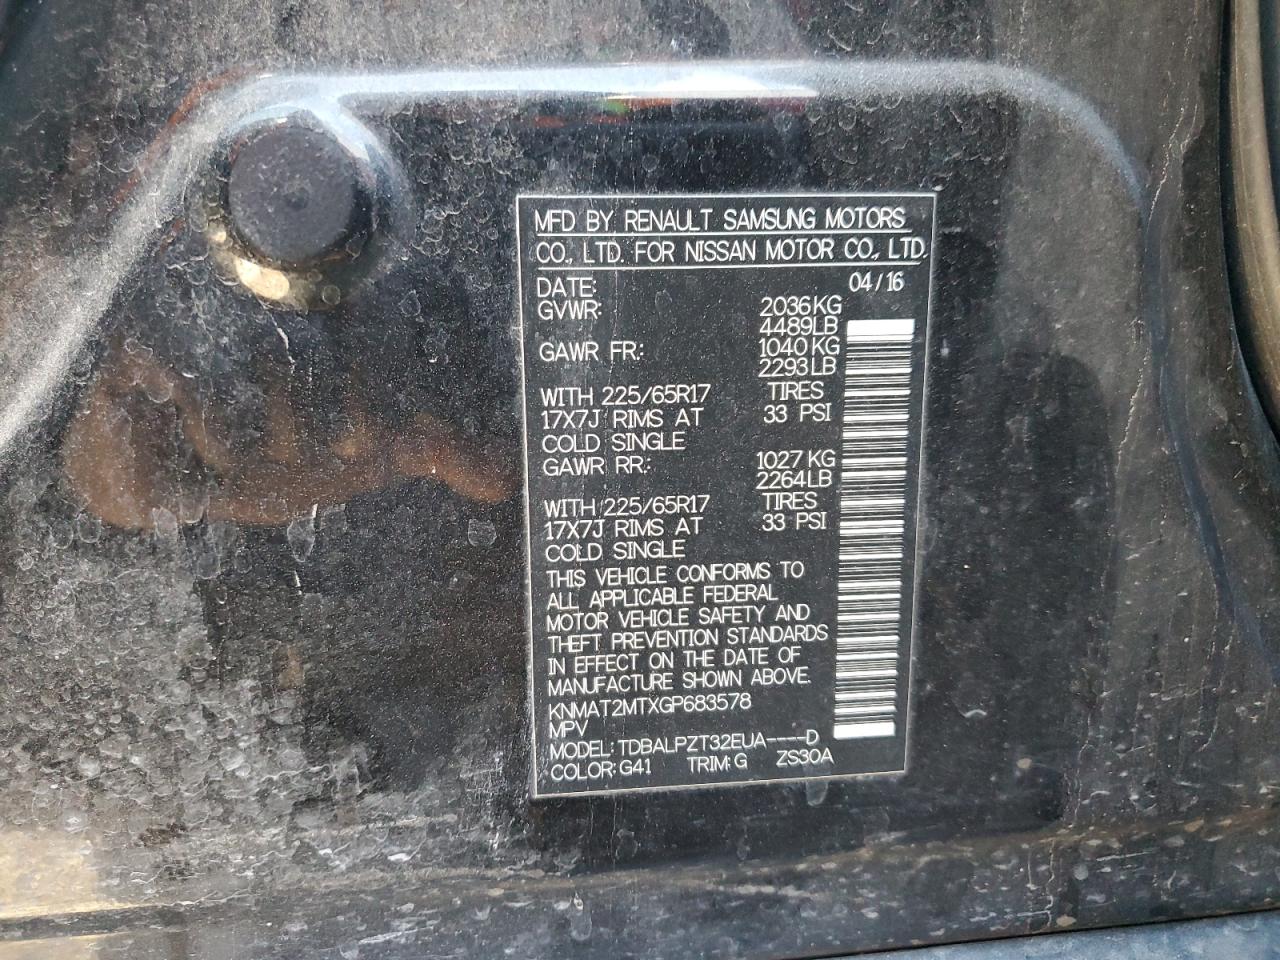 MFD BY RENAULT SAMSUNG MOTORS
CO., LTD. FOR NISSAN MOTOR CO., LTD.
DATE: 04/16
GVWR: 2036KG
4489LB
GAWR FR.: 1040KG
2293LB
WITH 225/65R17 TIRES
17X7J RIMS AT 33 PSI
COLD SINGLE
GAWR RR.: 1027KG
2264LB
WITH 225/65R17 TIRES
17X7J RIMS AT 33 PSI
COLD SINGLE
THIS VEHICLE CONFORMS TO
ALL APPLICABLE FEDERAL
MOTOR VEHICLE SAFETY AND
THEFT PREVENTION STANDARDS
IN EFFECT ON THE DATE OF
MANUFACTURE SHOWN ABOVE.
KNMAT2MTXGP683578
MPV
MODEL: TDBALPZT32EUA----D
COLOR: G41 TRIM: G ZS30A